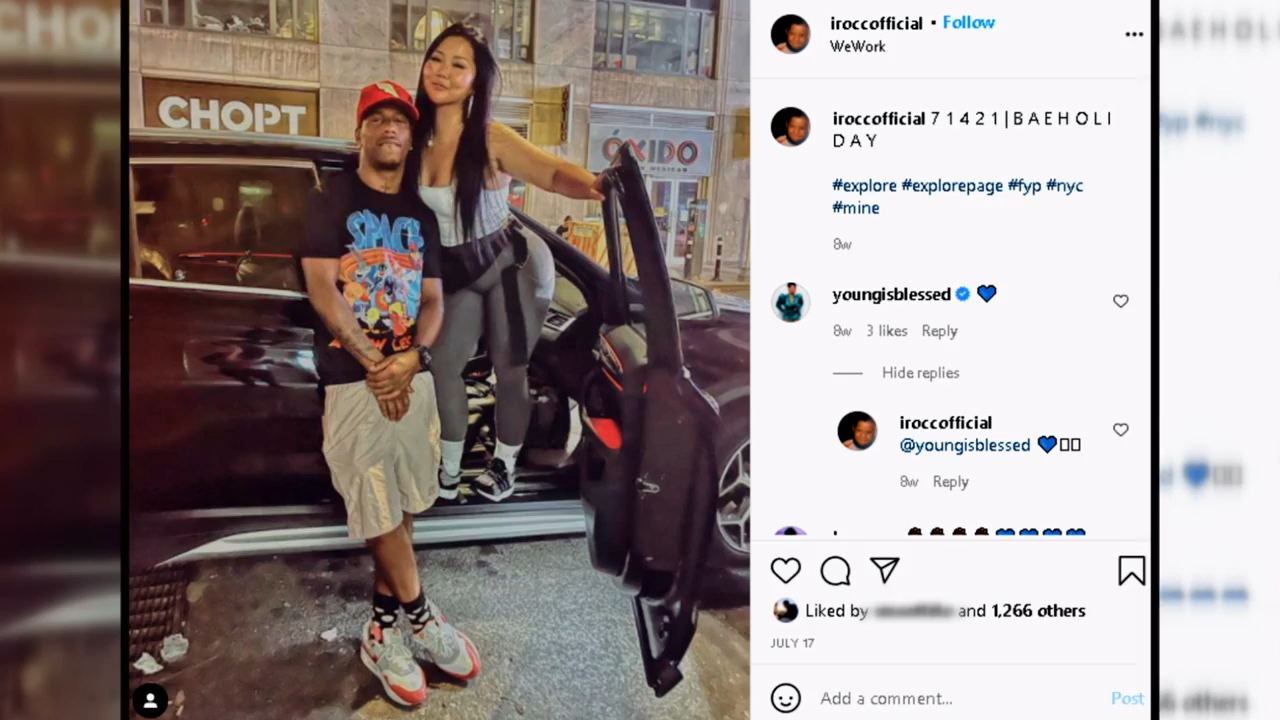 CHOPT
ÓXIDO
SPACE
iroccofficial • Follow
WeWork
iroccofficial 7 1 4 2 1 | B A E H O L I
D A Y
#explore #explorepage #fyp #nyc
#mine
8w
youngisblessed 💙
8w 3 likes Reply
Hide replies
iroccofficial
@youngisblessed 💙
8w Reply
Liked by and 1,266 others
JULY 17
Add a comment... Post